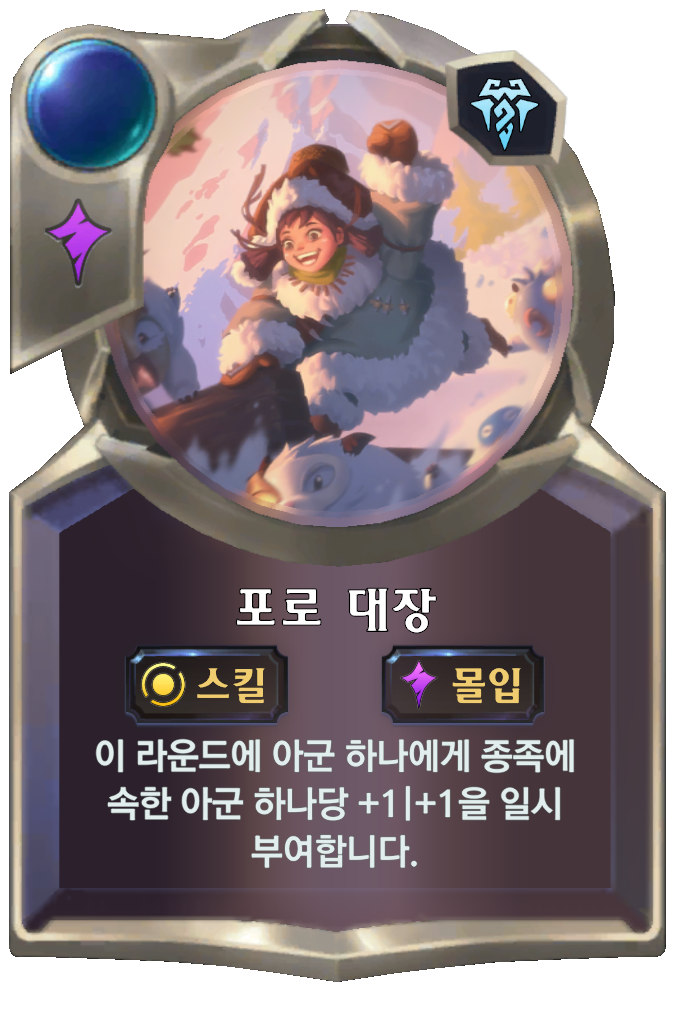 포로 대장
스킬 몰입
이 라운드에 아군 하나에게 종족에
속한 아군 하나당 +1|+1을 일시
부여합니다.